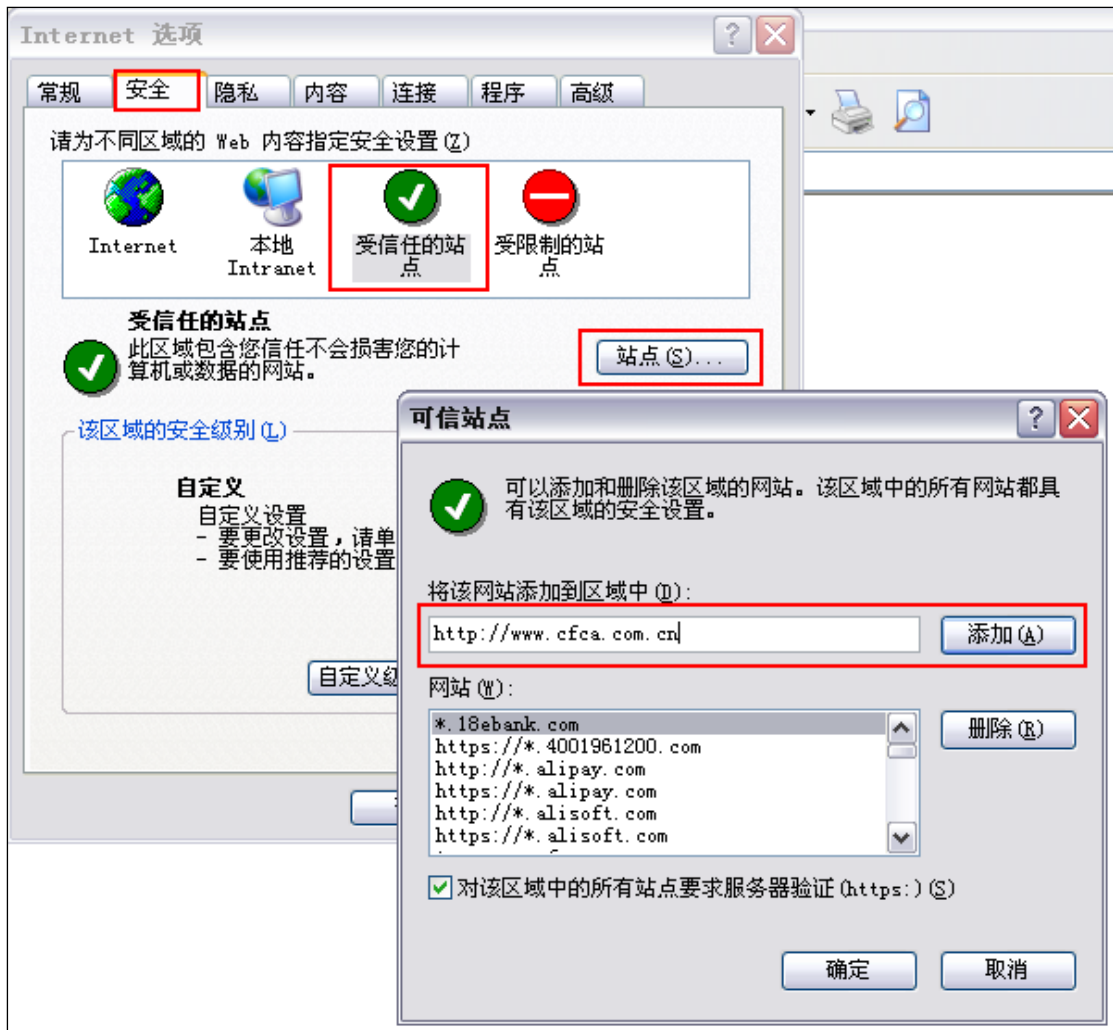 Internet 选项
常规 安全 隐私 内容 连接 程序 高级
请为不同区域的 Web 内容指定安全设置(Z)
Internet
本地
Intranet
受信任的站
点
受限制的站
点
受信任的站点
此区域包含您信任不会损害您的计
算机或数据的网站。
站点(S)...
该区域的安全级别(L)
自定义
自定义设置
- 要更改设置，请单
- 要使用推荐的设置
自定义级
可信站点
可以添加和删除该区域的网站。该区域中的所有网站都具
有该区域的安全设置。
将该网站添加到区域中(D):
http://www.cfca.com.cn
添加(A)
网站(W):
*.18ebank.com
https://*.4001961200.com
http://*.alipay.com
https://*.alipay.com
http://*.alisoft.com
https://*.alisoft.com
删除(R)
对该区域中的所有站点要求服务器验证(https:)(S)
确定
取消